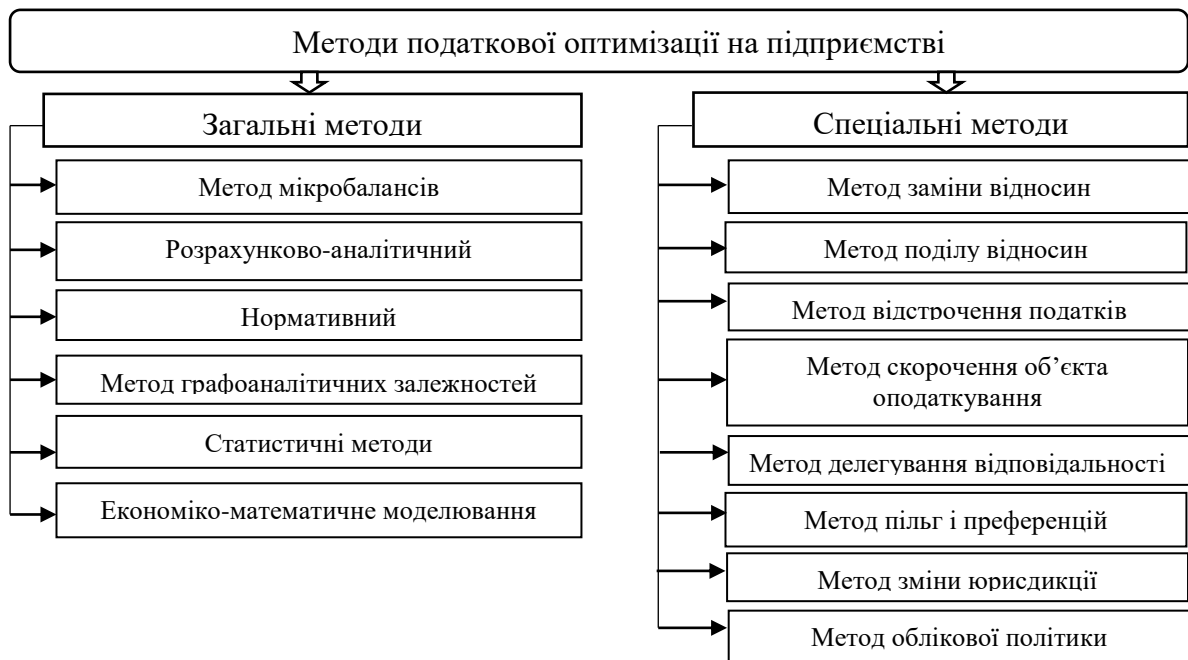 Методи податкової оптимізації на підприємстві
Загальні методи
Метод мікробалансів
Розрахунково-аналітичний
Нормативний
Метод графоаналітичних залежностей
Статистичні методи
Економіко-математичне моделювання
Спеціальні методи
Метод заміни відносин
Метод поділу відносин
Метод відстрочення податків
Метод скорочення об’єкта
оподаткування
Метод делегування відповідальності
Метод пільг і преференцій
Метод зміни юрисдикції
Метод облікової політики